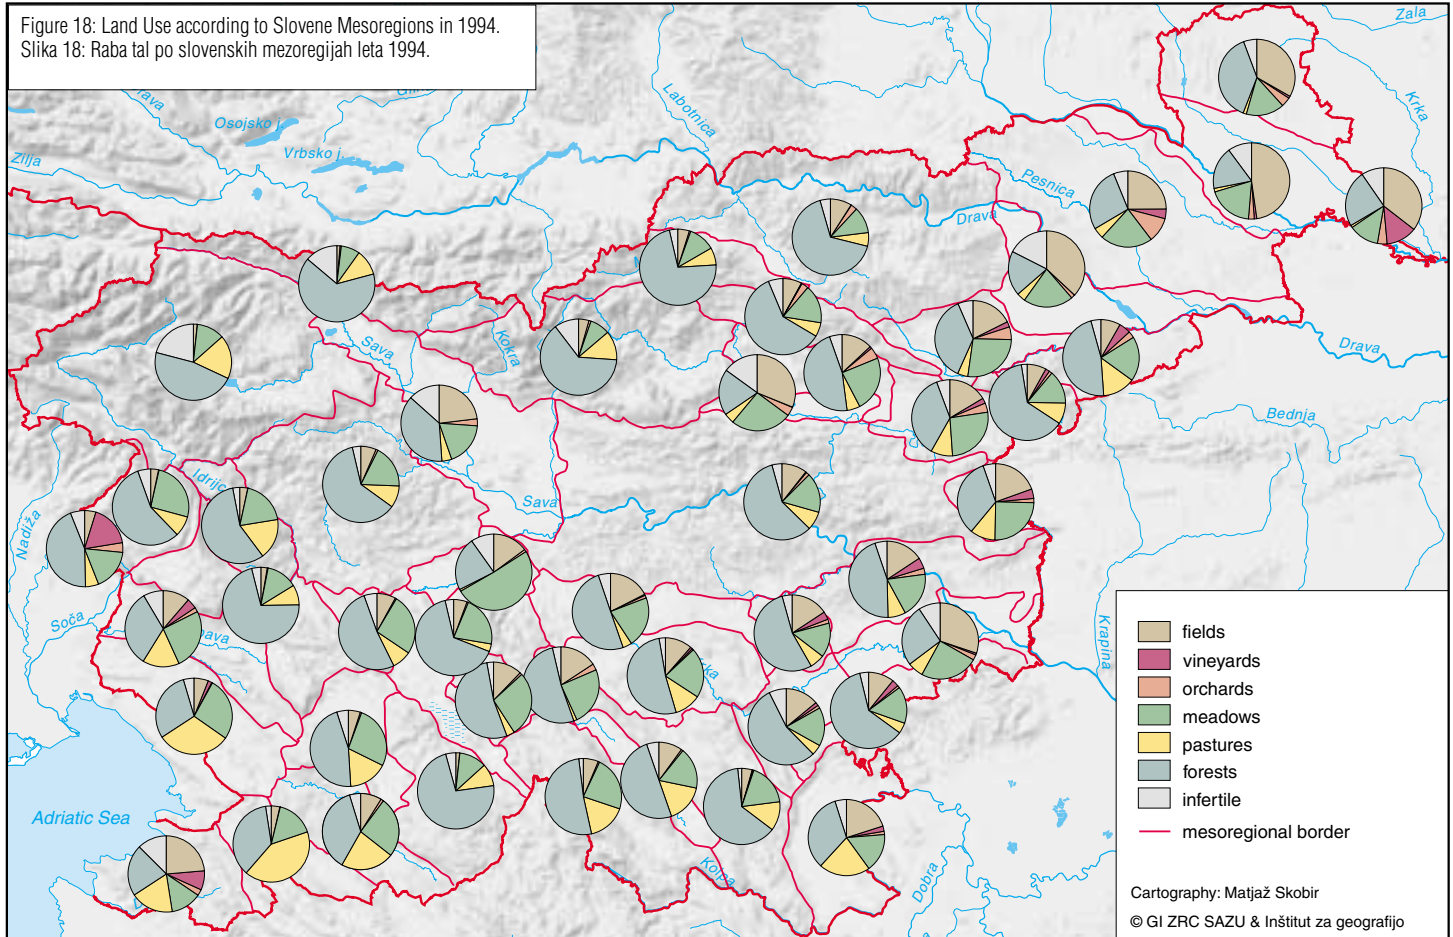 Figure 18: Land Use according to Slovene Mesoregions in 1994.
Slika 18: Raba tal po slovenskih mezoregijah leta 1994.
Zala
Krka
Labotnica
Osojsko j.
Vrbsko j.
Zilja
Pesnica
Drava
Drava
Kokra
Sava
Bednja
Sava
Nadiža
Soča
Krapina
Adriatic Sea
Kolpa
Dobra
fields
vineyards
orchards
meadows
pastures
forests
infertile
mesoregional border
Cartography: Matjaž Skobir
© GI ZRC SAZU & Inštitut za geografijo